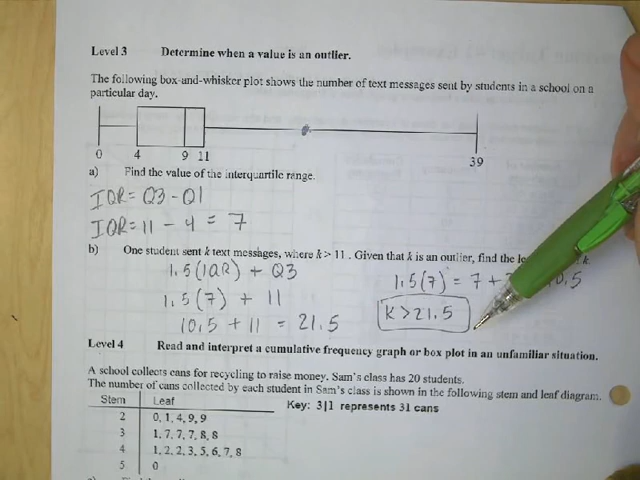 Level 3 Determine when a value is an outlier.
The following box-and-whisker plot shows the number of text messages sent by students in a school on a
particular day.
0 4 9 11 39
a) Find the value of the interquartile range.
IQR = Q3 - Q1
IQR = 11 - 4 = 7
b) One student sent k text messages, where k > 11 . Given that k is an outlier, find the k.
1.5(IQR) + Q3
1.5(7) + 11
10.5 + 11 = 21.5
1.5(7) = 7 + 0.5
K > 21.5
Level 4 Read and interpret a cumulative frequency graph or box plot in an unfamiliar situation.
A school collects cans for recycling to raise money. Sam's class has 20 students.
The number of cans collected by each student in Sam's class is shown in the following stem and leaf diagram.
Stem Leaf Key: 3|1 represents 31 cans
2 0, 1, 4, 9, 9
3 1, 7, 7, 7, 8, 8
4 1, 2, 2, 3, 5, 6, 7, 8
5 0